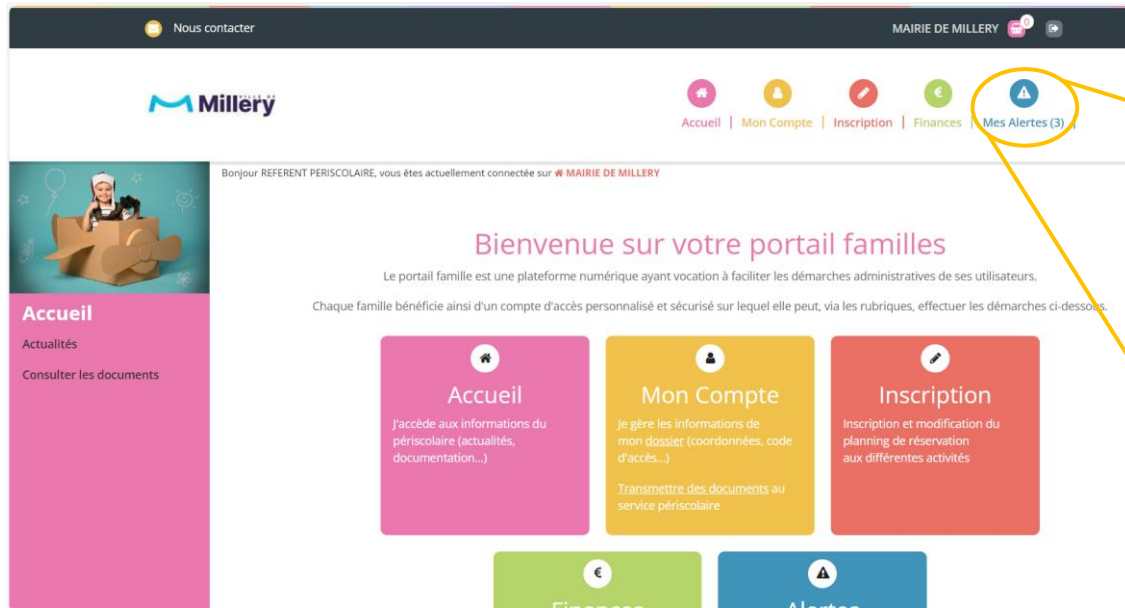 Nous contacter
MAIRIE DE MILLERY
0
VILLE DE
Millery
Accueil | Mon Compte | Inscription | Finances | Mes Alertes (3) |
Bonjour REFERENT PERISCOLAIRE, vous êtes actuellement connectée sur MAIRIE DE MILLERY
Bienvenue sur votre portail familles
Le portail famille est une plateforme numérique ayant vocation à faciliter les démarches administratives de ses utilisateurs.
Chaque famille bénéficie ainsi d'un compte d'accès personnalisé et sécurisé sur lequel elle peut, via les rubriques, effectuer les démarches ci-dessous.
Accueil
Actualités
Consulter les documents
Accueil
J'accède aux informations du
périscolaire (actualités,
documentation...)
Mon Compte
Je gère les informations de
mon dossier (coordonnées, code
d'accès...)
Transmettre des documents au
service périscolaire
Inscription
Inscription et modification du
planning de réservation
aux différentes activités
€
Finances
Alertes